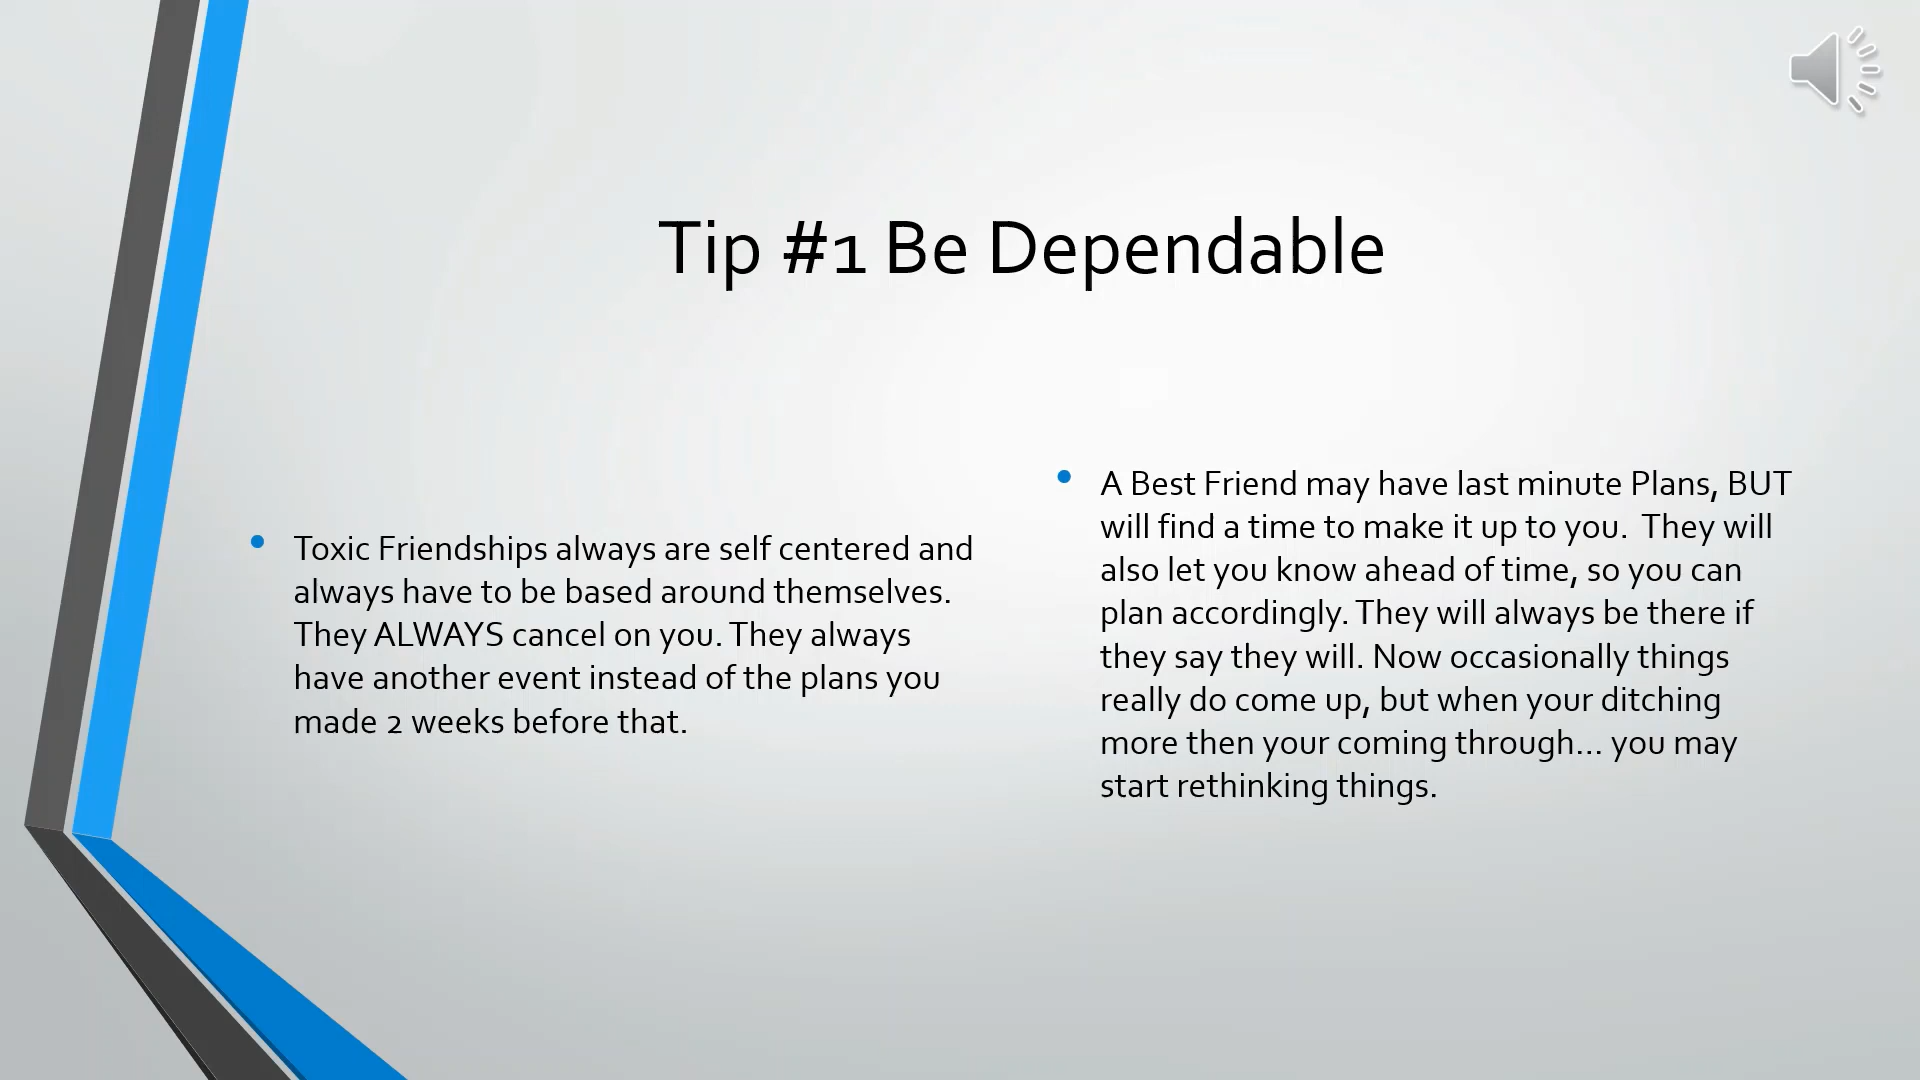 Tip #1 Be Dependable
• Toxic Friendships always are self centered and
always have to be based around themselves.
They ALWAYS cancel on you. They always
have another event instead of the plans you
made 2 weeks before that.
• A Best Friend may have last minute Plans, BUT
will find a time to make it up to you.  They will
also let you know ahead of time, so you can
plan accordingly. They will always be there if
they say they will. Now occasionally things
really do come up, but when your ditching
more then your coming through... you may
start rethinking things.